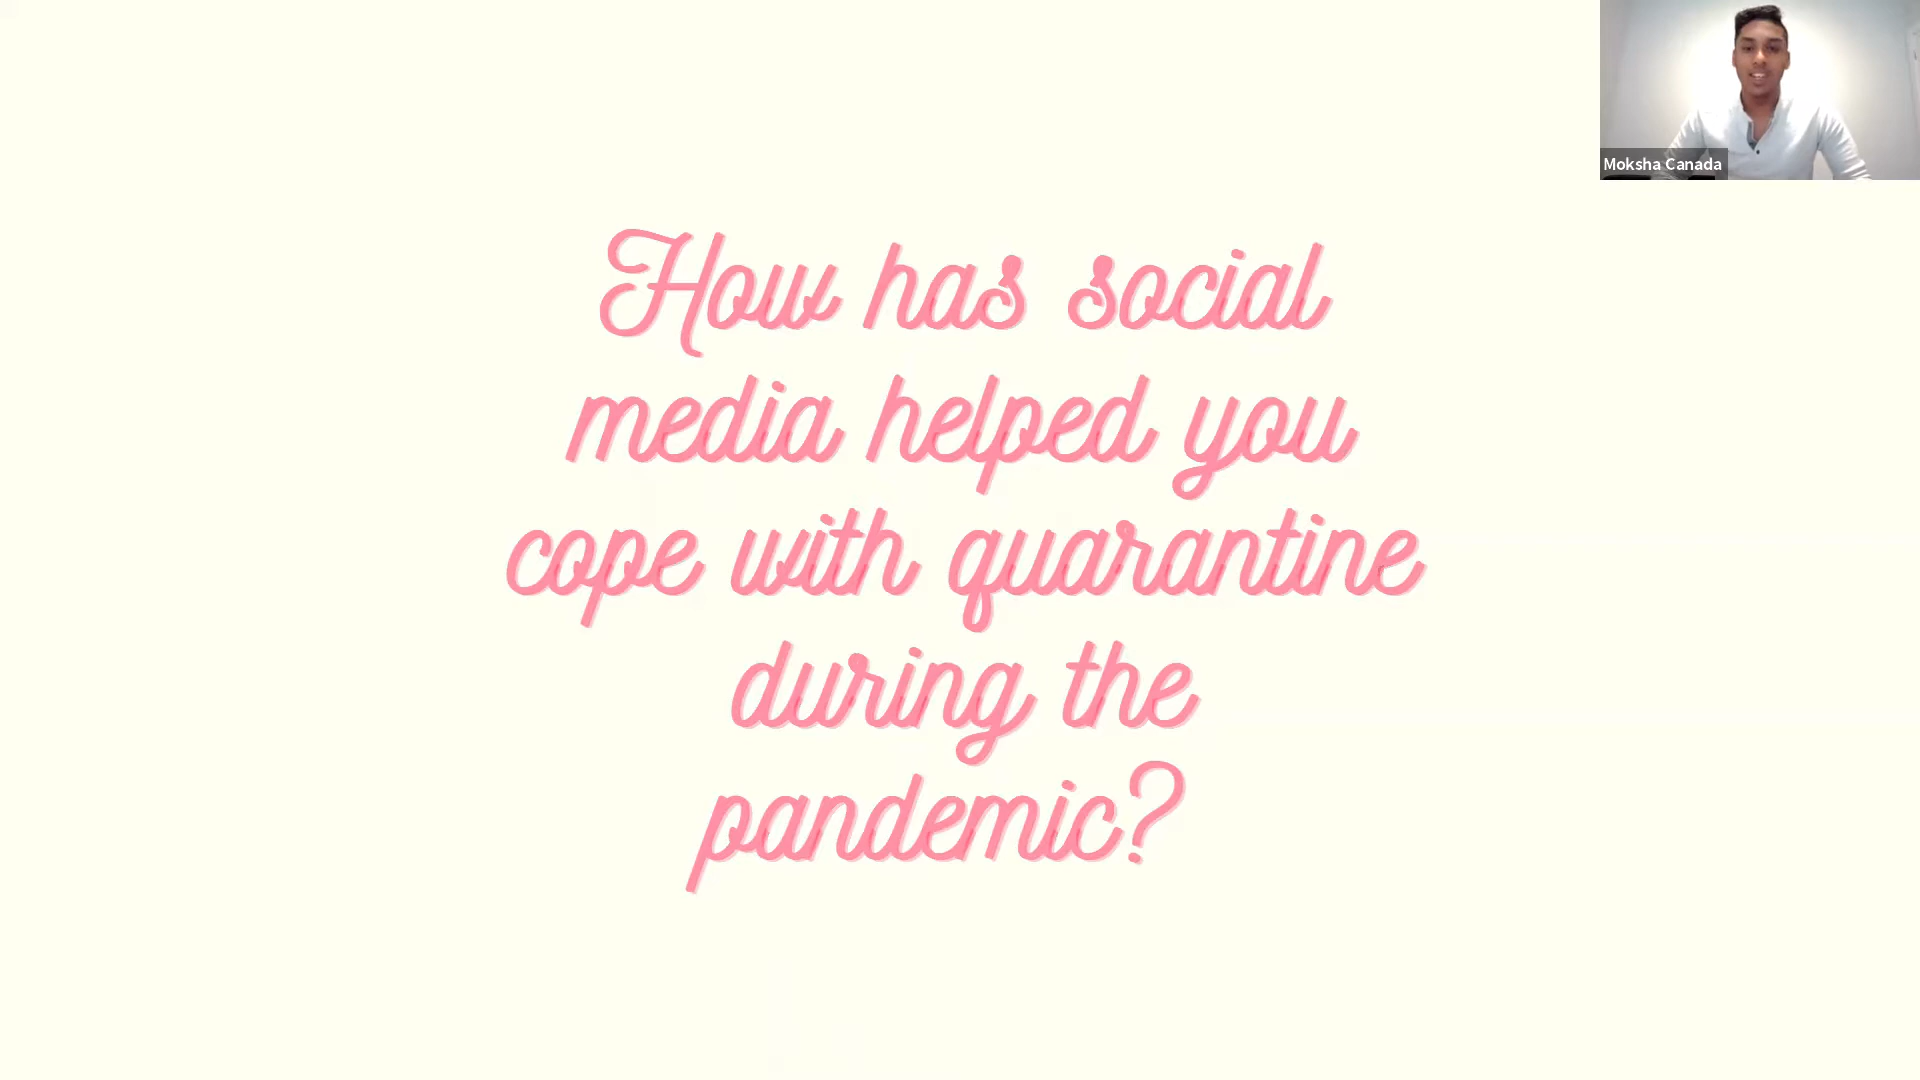 Moksha Canada
How has social
media helped you
cope with quarantine
during the
pandemic?